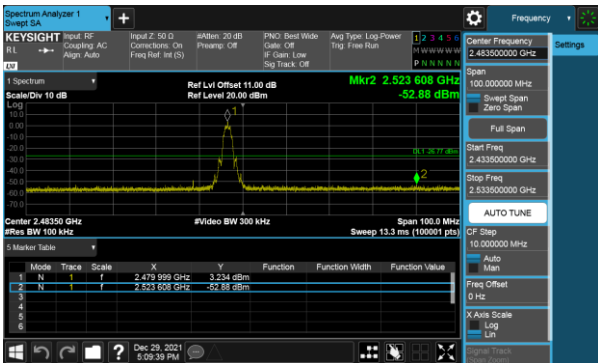 Spectrum Analyzer 1
Swept SA
+
Frequency
KEYSIGHT
Input: RF
Input Z: 50 Ω
#Atten: 20 dB
PNO: Best Wide
Avg Type: Log-Power
1 2 3 4 5 6
RL
Coupling: AC
Corrections: On
Preamp: Off
Gate: Off
Trig: Free Run
M W W W W W
Align: Auto
Freq Ref: Int (S)
IF Gain: Low
P N N N N N
Sig Track: Off
LXI
Center Frequency
2.483500000 GHz
Settings
Span
100.000000 MHz
Swept Span
Zero Span
Full Span
Start Freq
2.433500000 GHz
Stop Freq
2.533500000 GHz
AUTO TUNE
CF Step
10.000000 MHz
Auto
Man
Freq Offset
0 Hz
X Axis Scale
Log
Lin
Signal Track
(Span Zoom)
1 Spectrum
Ref Lvl Offset 11.00 dB
Mkr2 2.523 608 GHz
Scale/Div 10 dB
Ref Level 20.00 dBm
-52.88 dBm
Log
10.0
0.00
-10.0
-20.0
-30.0
-40.0
-50.0
-60.0
-70.0
1
DL1 -26.77 dBm
2
Center 2.48350 GHz
#Video BW 300 kHz
Span 100.0 MHz
#Res BW 100 kHz
Sweep 13.3 ms (100001 pts)
5 Marker Table
Mode Trace Scale X Y Function Function Width Function Value
1 N 1 f 2.479 999 GHz 3.234 dBm
2 N 1 f 2.523 608 GHz -52.88 dBm
3
4
5
6
?
Dec 29, 2021
5:09:39 PM